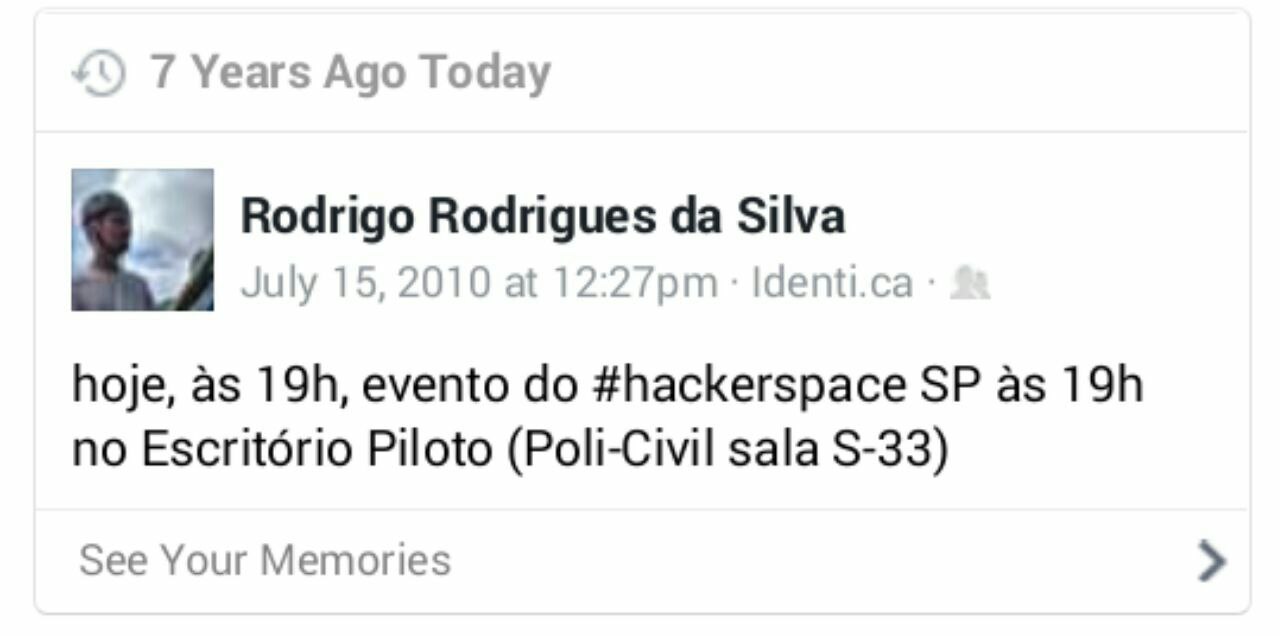 7 Years Ago Today
Rodrigo Rodrigues da Silva
July 15, 2010 at 12:27pm · Identi.ca ·
hoje, às 19h, evento do #hackerspace SP às 19h
no Escritório Piloto (Poli-Civil sala S-33)
See Your Memories